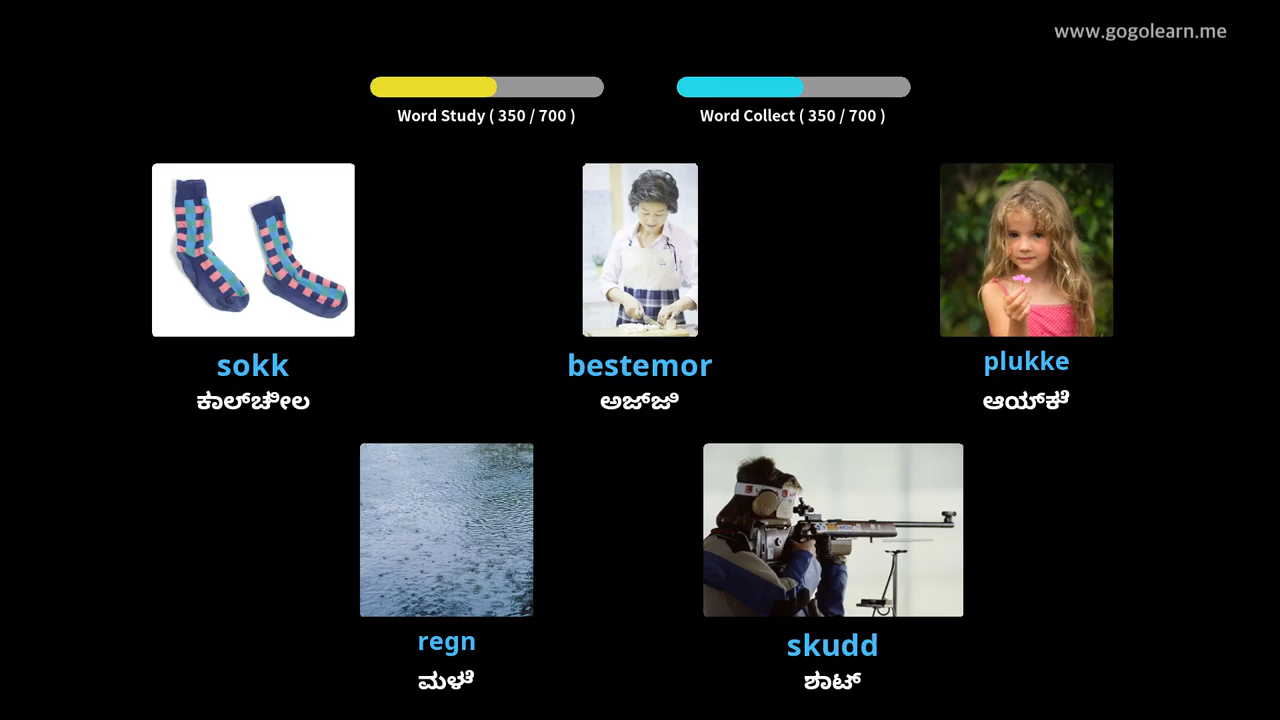 www.gogolearn.me
Word Study ( 350 / 700 )
Word Collect ( 350 / 700 )
sokk
bestemor
plukke
ಕಾಲ್ಚೀಲ
ಅಜ್ಜಿ
ಆಯ್ಕೆ
regn
skudd
ಮಳೆ
ಶಾಟ್